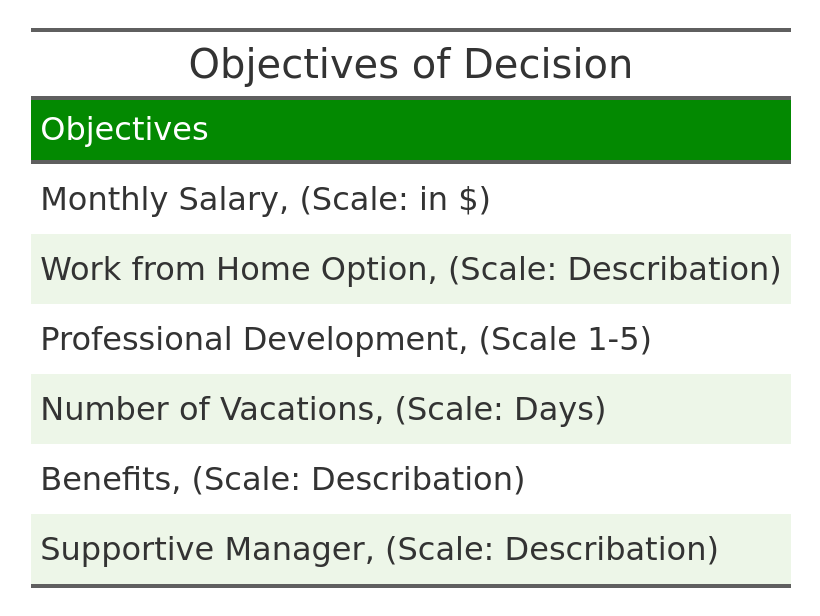 Objectives of Decision
Objectives
Monthly Salary, (Scale: in $)
Work from Home Option, (Scale: Describation)
Professional Development, (Scale 1-5)
Number of Vacations, (Scale: Days)
Benefits, (Scale: Describation)
Supportive Manager, (Scale: Describation)